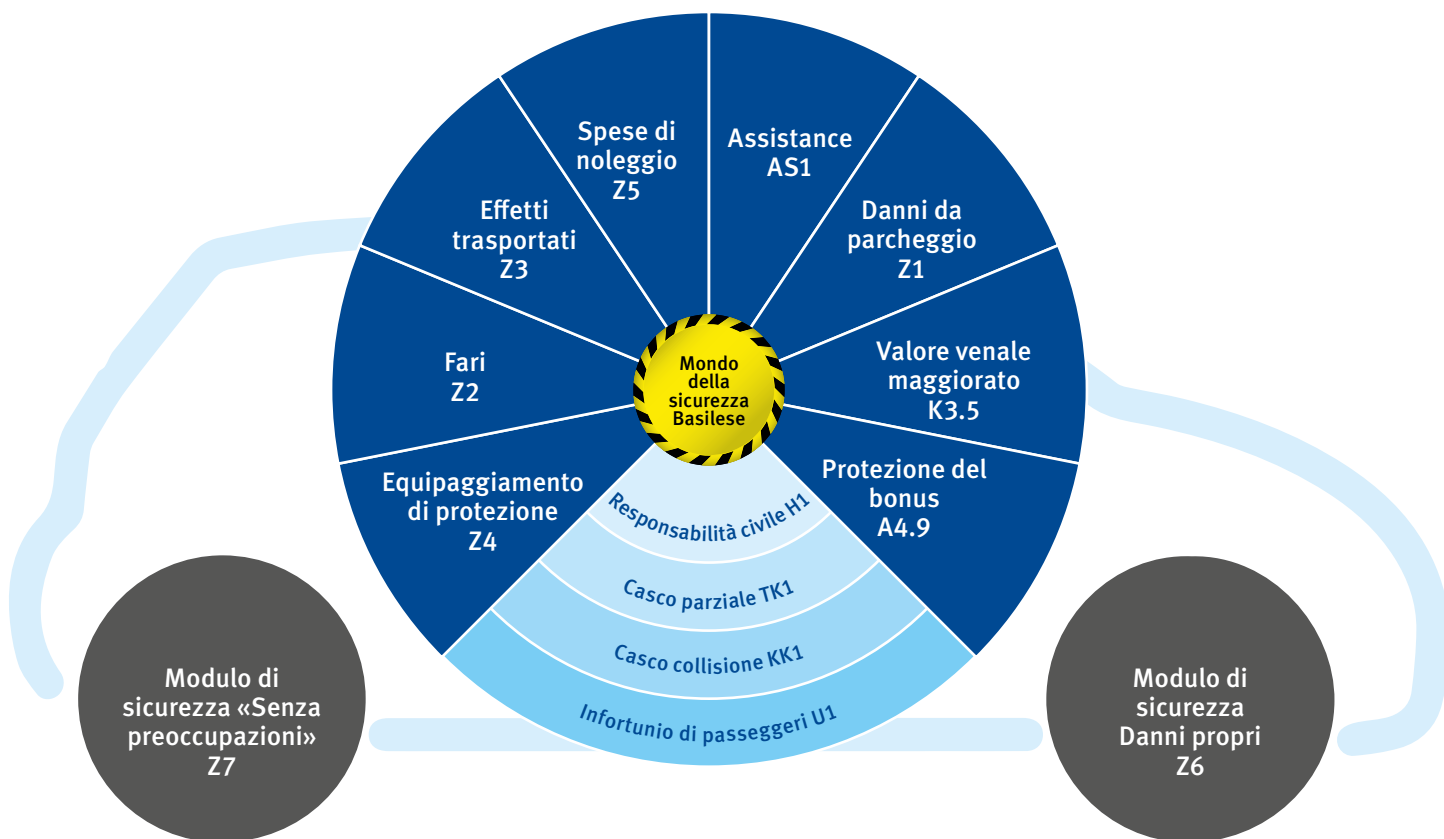 Spese di
noleggio
Z5
Assistance
AS1
Effetti
trasportati
Z3
Danni da
parcheggio
Z1
Fari
Z2
Mondo
della
sicurezza
Basilese
Valore venale
maggiorato
K3.5
Equipaggiamento
di protezione
Z4
Protezione del
bonus
A4.9
Responsabilità civile H1
Casco parziale TK1
Casco collisione KK1
Infortunio di passeggeri U1
Modulo di
sicurezza «Senza
preoccupazioni»
Z7
Modulo di
sicurezza
Danni propri
Z6